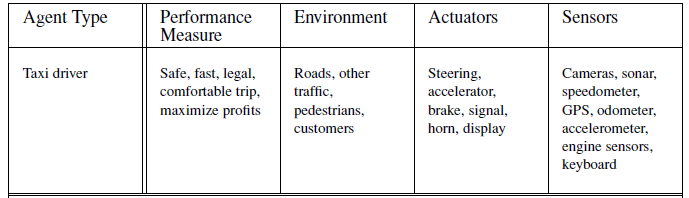 Agent Type
Performance
Measure
Environment
Actuators
Sensors
Taxi driver
Safe, fast, legal,
comfortable trip,
maximize profits
Roads, other
traffic,
pedestrians,
customers
Steering,
accelerator,
brake, signal,
horn, display
Cameras, sonar,
speedometer,
GPS, odometer,
accelerometer,
engine sensors,
keyboard